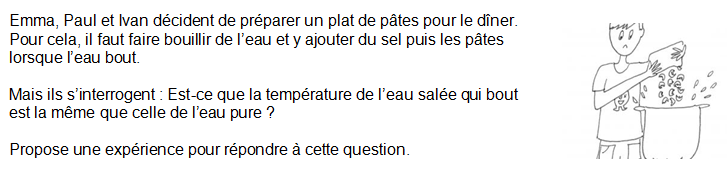 Emma, Paul et Ivan décident de préparer un plat de pâtes pour le dîner.
Pour cela, il faut faire bouillir de l'eau et y ajouter du sel puis les pâtes
lorsque l'eau bout.
Mais ils s'interrogent : Est-ce que la température de l'eau salée qui bout
est la même que celle de l'eau pure ?
Propose une expérience pour répondre à cette question.